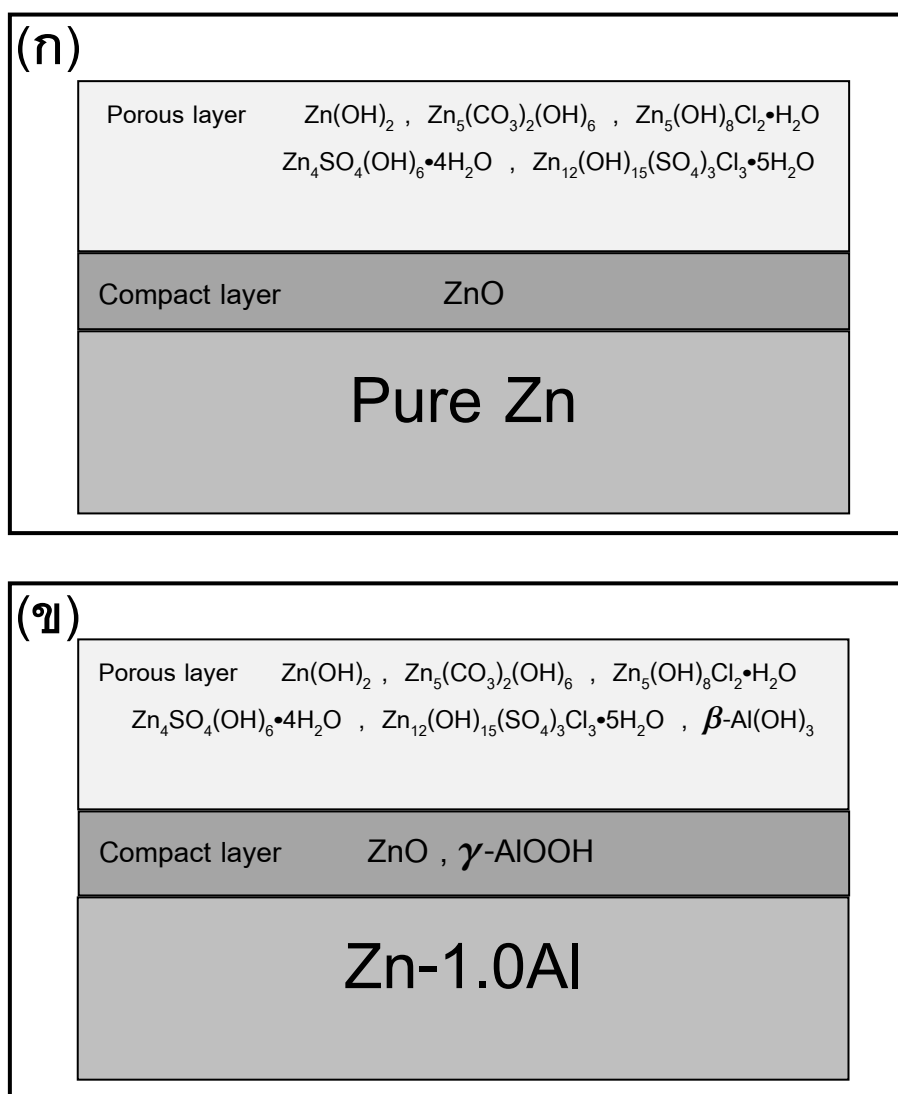 (ก)
Porous layer Zn(OH)₂ , Zn₅(CO₃)₂(OH)₆ , Zn₅(OH)₈Cl₂•H₂O
Zn₄SO₄(OH)₆•4H₂O , Zn₁₂(OH)₁₅(SO₄)₃Cl₃•5H₂O
Compact layer ZnO
Pure Zn
(ข)
Porous layer Zn(OH)₂ , Zn₅(CO₃)₂(OH)₆ , Zn₅(OH)₈Cl₂•H₂O
Zn₄SO₄(OH)₆•4H₂O , Zn₁₂(OH)₁₅(SO₄)₃Cl₃•5H₂O , β-Al(OH)₃
Compact layer ZnO , γ-AlOOH
Zn-1.0Al